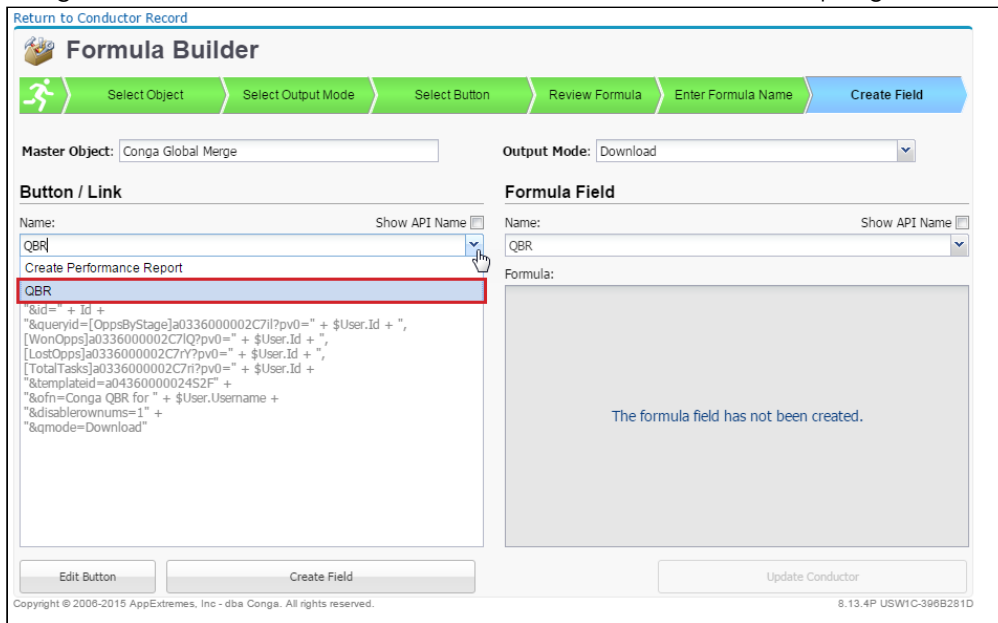 Return to Conductor Record
Formula Builder
Select Object
Select Output Mode
Select Button
Review Formula
Enter Formula Name
Create Field
Master Object: Conga Global Merge
Output Mode: Download
Button / Link
Formula Field
Name: Show API Name
Name: Show API Name
QBR
QBR
Create Performance Report
Formula:
QBR
"&id=" + Id +
"&queryid=[OppsByStage]a0336000002C7il?pv0=" + $User.Id + ",
[WonOpps]a0336000002C7lQ?pv0=" + $User.Id + ",
[LostOpps]a0336000002C7rY?pv0=" + $User.Id + ",
[TotalTasks]a0336000002C7ri?pv0=" + $User.Id +
"&templateid=a04360000024S2F" +
"&ofn=Conga QBR for " + $User.Username +
"&disablerownums=1" +
"&qmode=Download"
The formula field has not been created.
Edit Button
Create Field
Update Conductor
Copyright © 2006-2015 AppExtremes, Inc - dba Conga. All rights reserved.
8.13.4P USW1C-396B281D